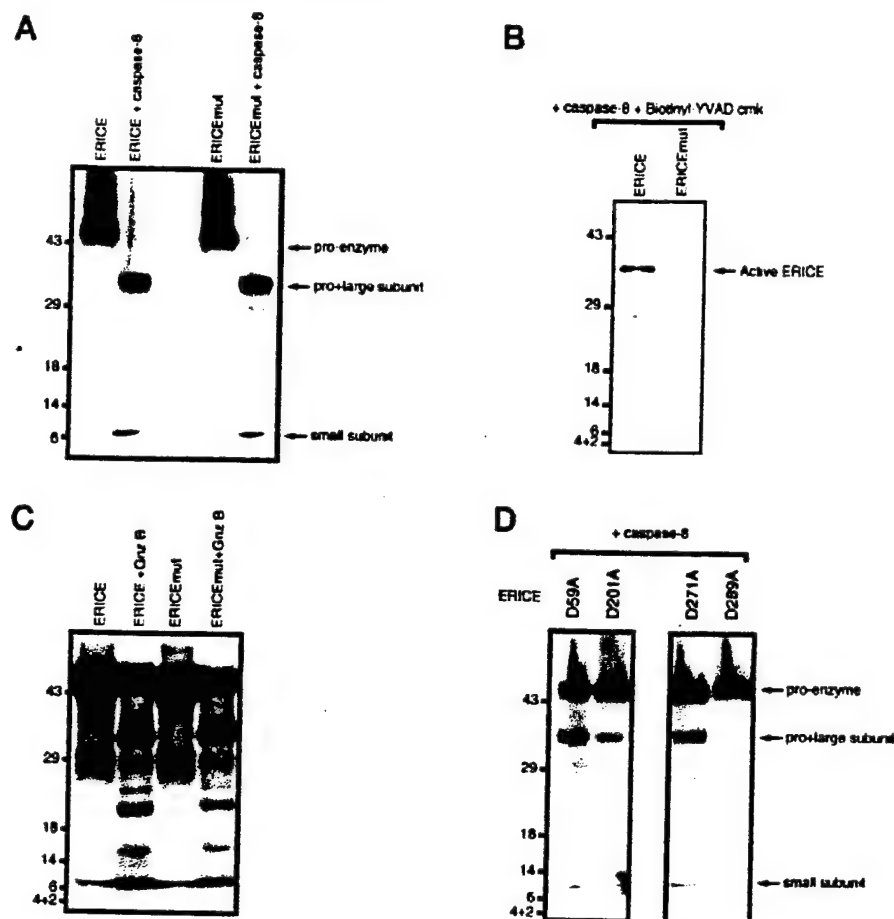 A
ERICE
ERICE + caspase-8
ERICEmut
ERICEmut + caspase-8
43
29
18
14
6
pro-enzyme
pro+large subunit
small subunit
B
+ caspase-8 + Biotinyl-YVAD cmk
ERICE
ERICEmut
43
29
18
14
6
4+2
Active ERICE
C
ERICE
ERICE +Gnz B
ERICEmut
ERICEmut+Gnz B
43
29
18
14
6
4+2
D
+ caspase-8
ERICE
D59A
D201A
D271A
D289A
43
29
18
14
6
4+2
pro-enzyme
pro+large subunit
small subunit